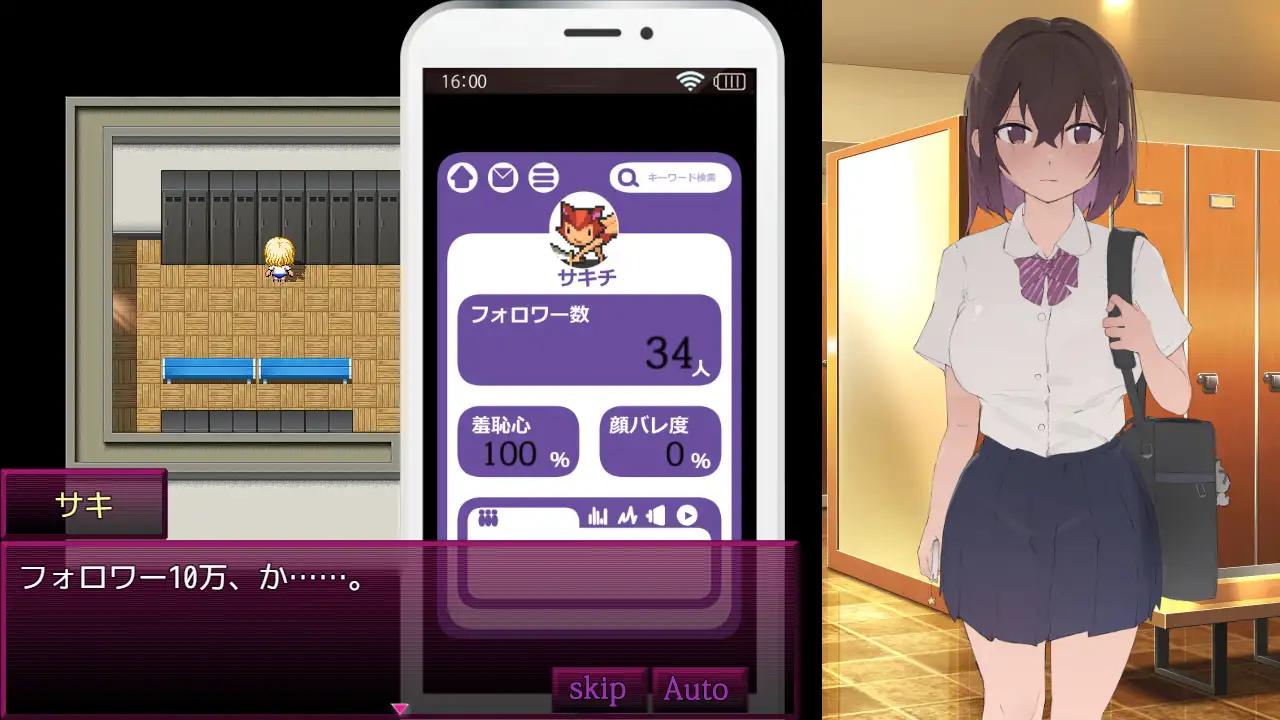 16:00
キーワード検索
サキチ
フォロワー数
34人
羞恥心
100 %
顔バレ度
0 %
サキ
フォロワー10万、か……。
skip
Auto